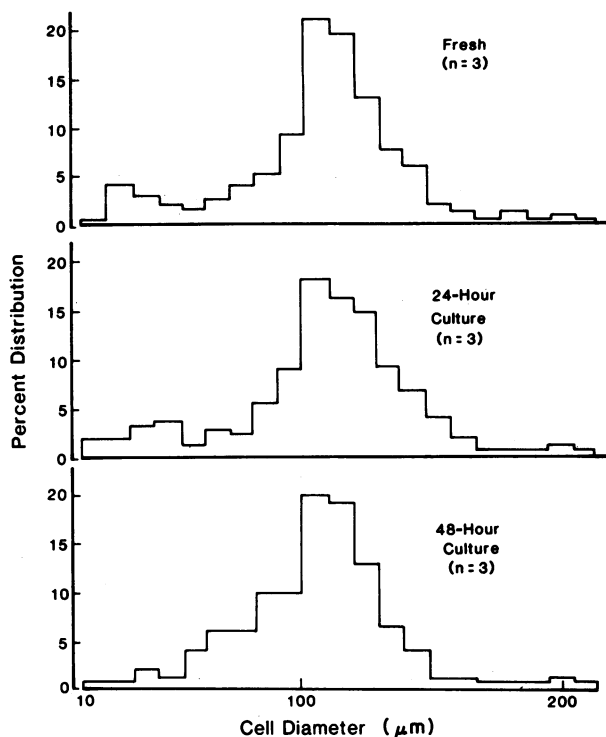 20
15
10
5
0
Fresh
(n = 3)
20
15
10
5
0
24-Hour
Culture
(n = 3)
20
15
10
5
0
48-Hour
Culture
(n = 3)
10
100
200
Percent Distribution
Cell Diameter (μm)